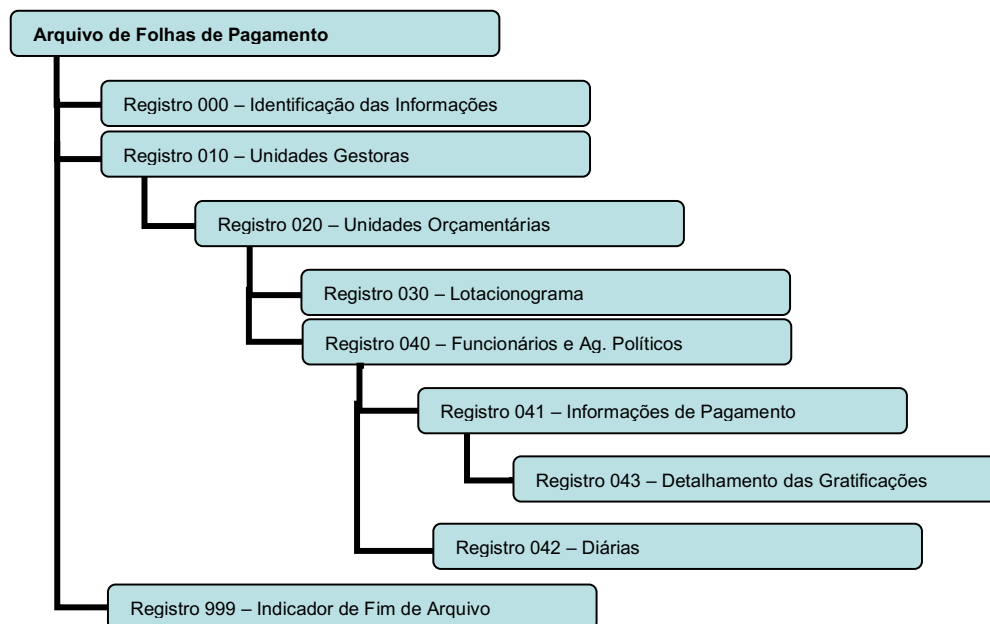 Arquivo de Folhas de Pagamento
Registro 000 – Identificação das Informações
Registro 010 – Unidades Gestoras
Registro 020 – Unidades Orçamentárias
Registro 030 – Lotacionograma
Registro 040 – Funcionários e Ag. Políticos
Registro 041 – Informações de Pagamento
Registro 043 – Detalhamento das Gratificações
Registro 042 – Diárias
Registro 999 – Indicador de Fim de Arquivo